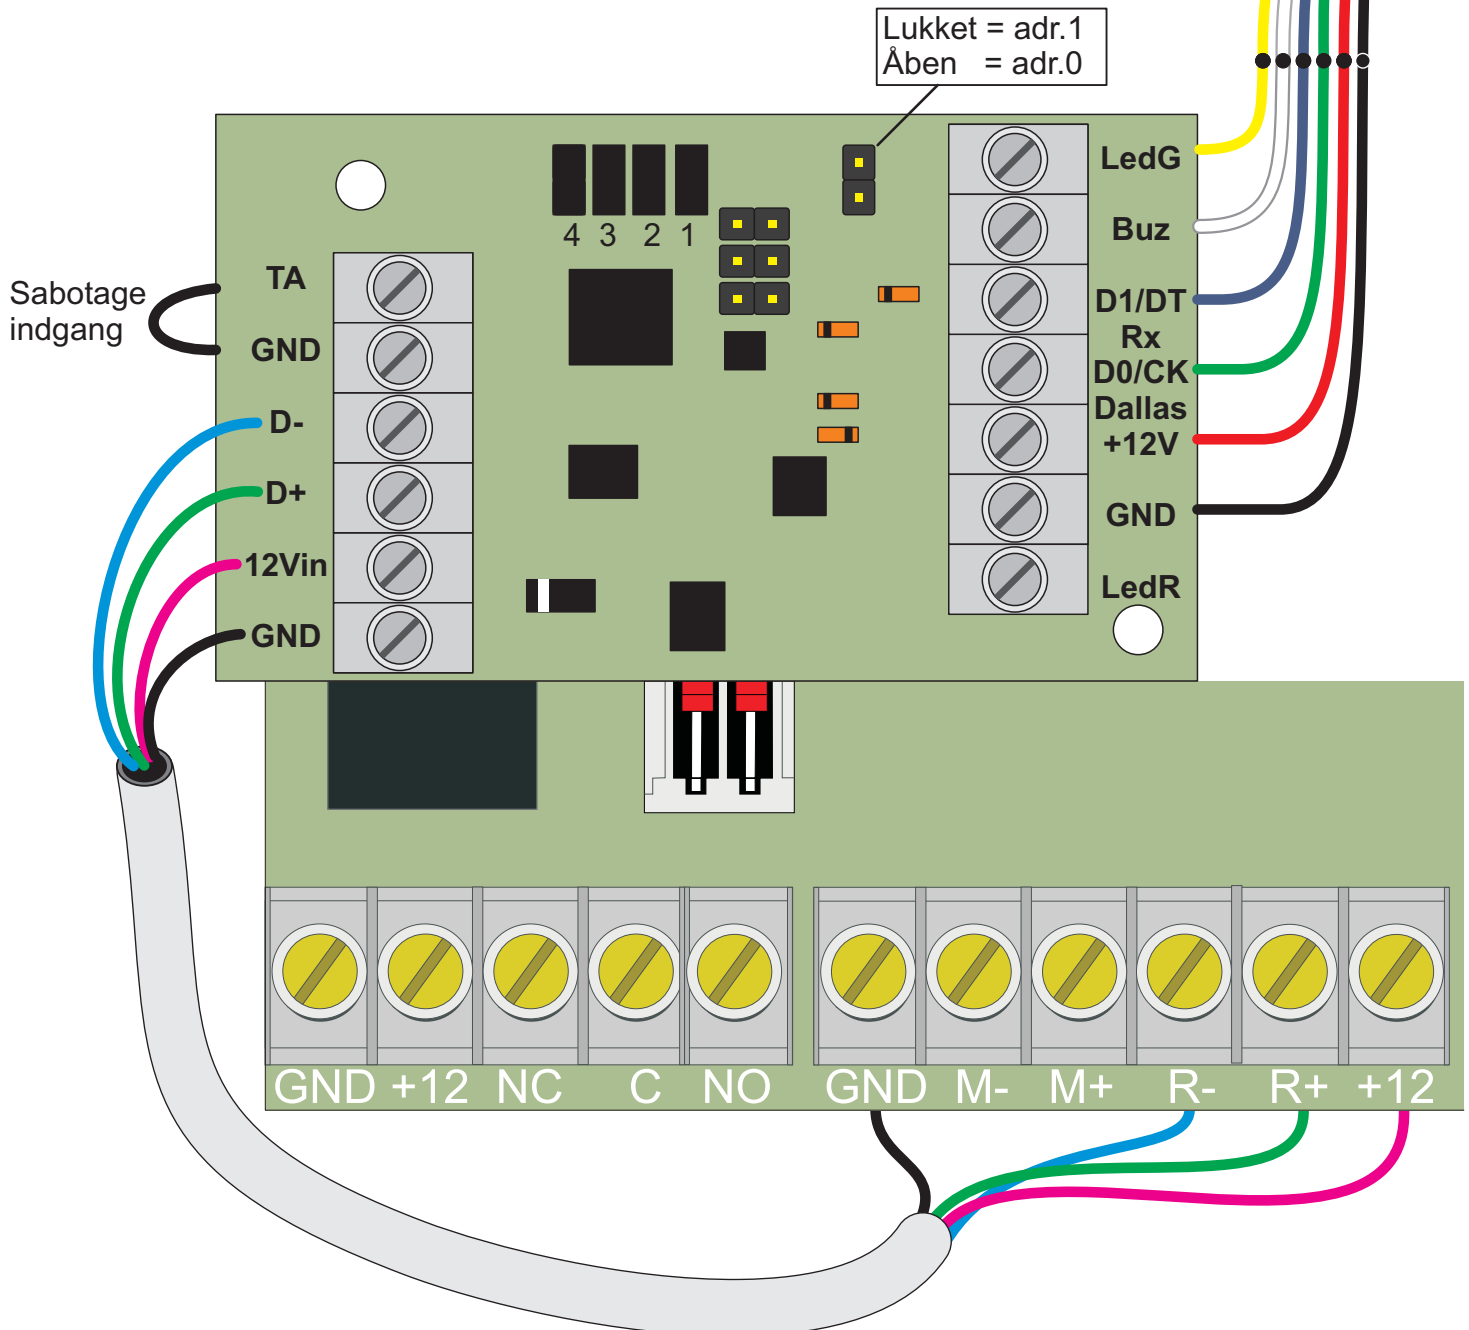 Lukket = adr.1
Åben = adr.0
Sabotage
indgang
TA
GND
D-
D+
12Vin
GND
4 3 2 1
LedG
Buz
D1/DT
Rx
D0/CK
Dallas
+12V
GND
LedR
GND +12 NC C NO GND M- M+ R- R+ +12